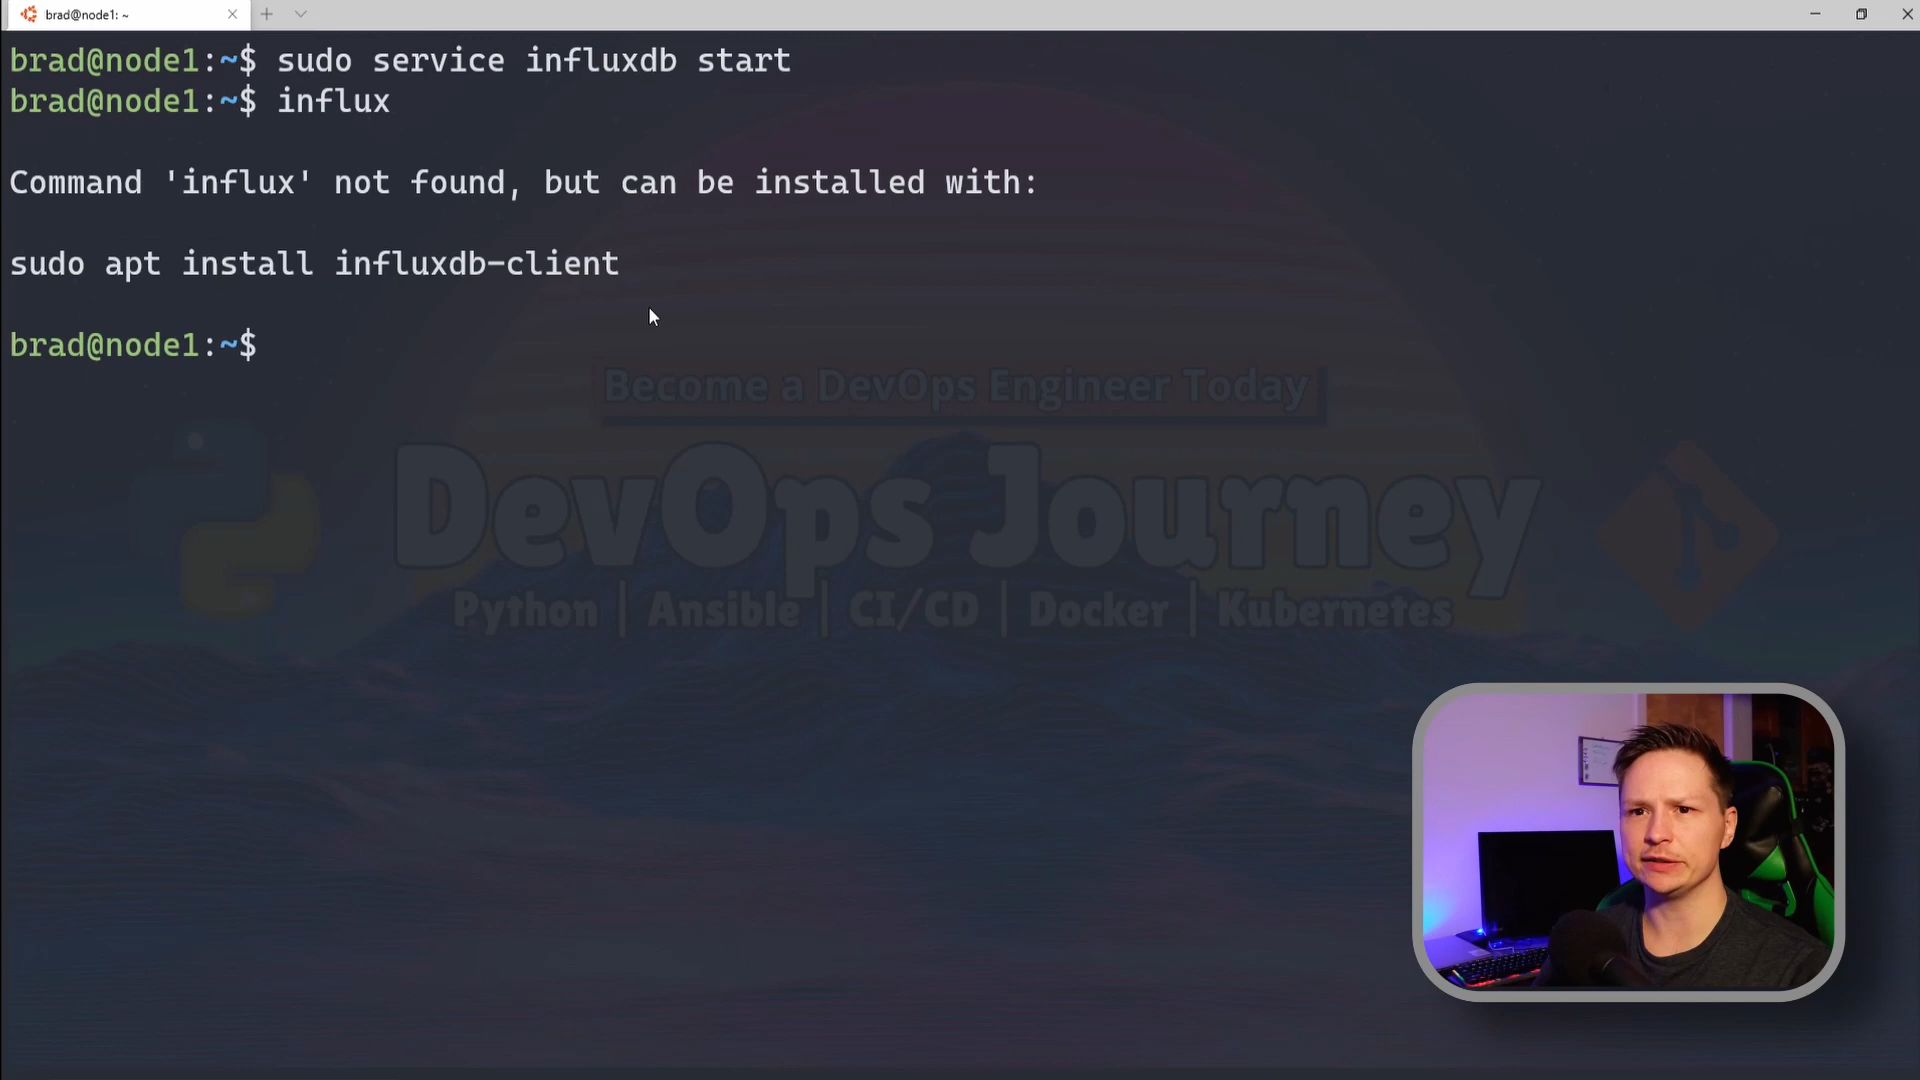 brad@node1: ~
brad@node1:~$ sudo service influxdb start
brad@node1:~$ influx
Command 'influx' not found, but can be installed with:
sudo apt install influxdb-client
brad@node1:~$
Become a DevOps Engineer Today
DevOps Journey
Python | Ansible | CI/CD | Docker | Kubernetes